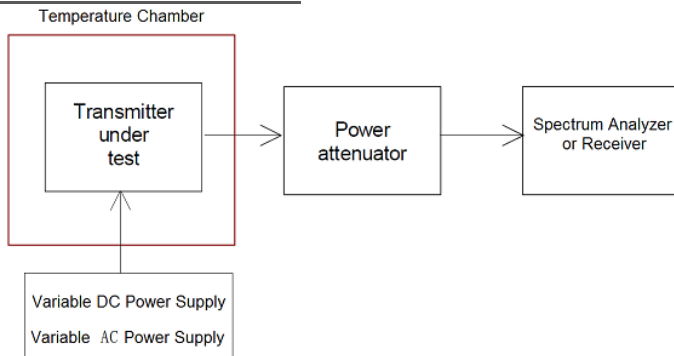 Temperature Chamber
Transmitter
under
test
Power
attenuator
Spectrum Analyzer
or Receiver
Variable DC Power Supply
Variable AC Power Supply